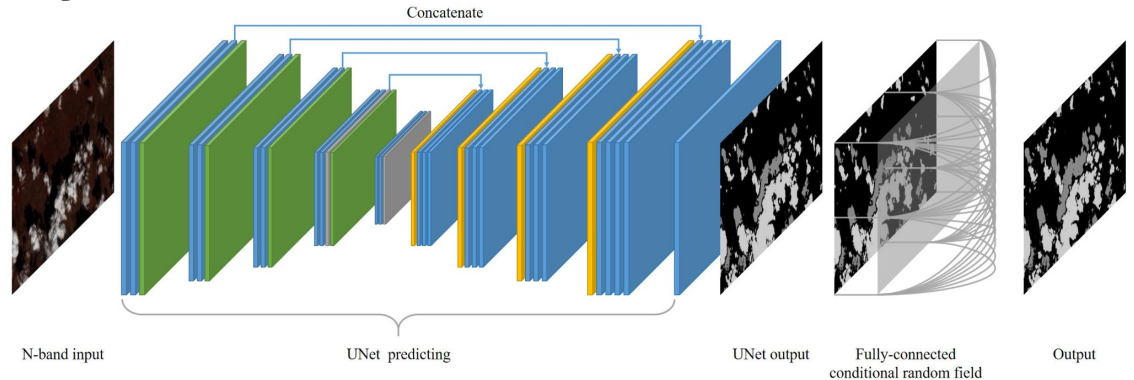 Concatenate
N-band input
UNet predicting
UNet output
Fully-connected
conditional random field
Output